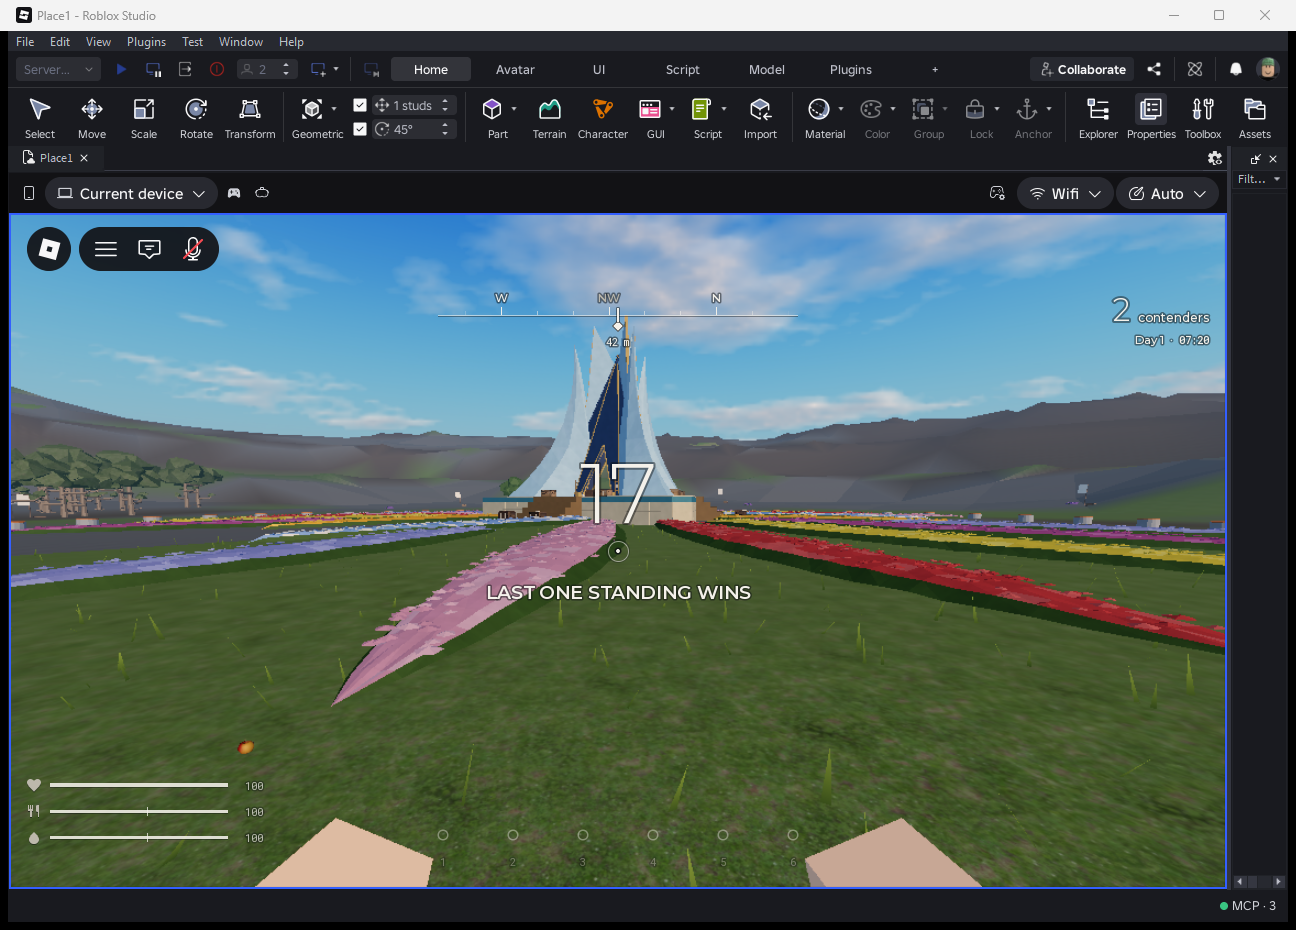 Place1 - Roblox Studio
File Edit View Plugins Test Window Help
Server... 2 Home Avatar UI Script Model Plugins + Collaborate
1 studs
45°
Select Move Scale Rotate Transform Geometric Part Terrain Character GUI Script Import Material Color Group Lock Anchor Explorer Properties Toolbox Assets
Place1
Filt...
Current device Wifi Auto
W NW N
42 m
2 contenders
Day1 · 07:20
17
LAST ONE STANDING WINS
100
100
100
1 2 3 4 5 6
MCP · 3